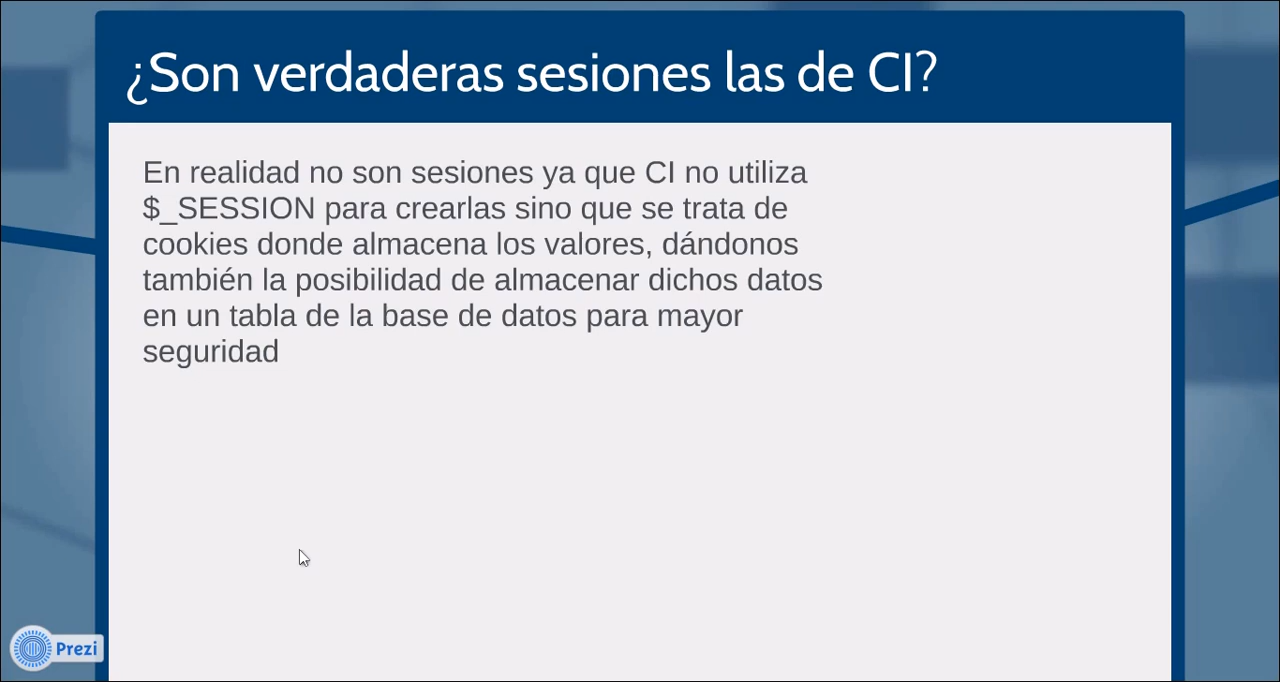 ¿Son verdaderas sesiones las de CI?
En realidad no son sesiones ya que CI no utiliza
$_SESSION para crearlas sino que se trata de
cookies donde almacena los valores, dándonos
también la posibilidad de almacenar dichos datos
en un tabla de la base de datos para mayor
seguridad
Prezi